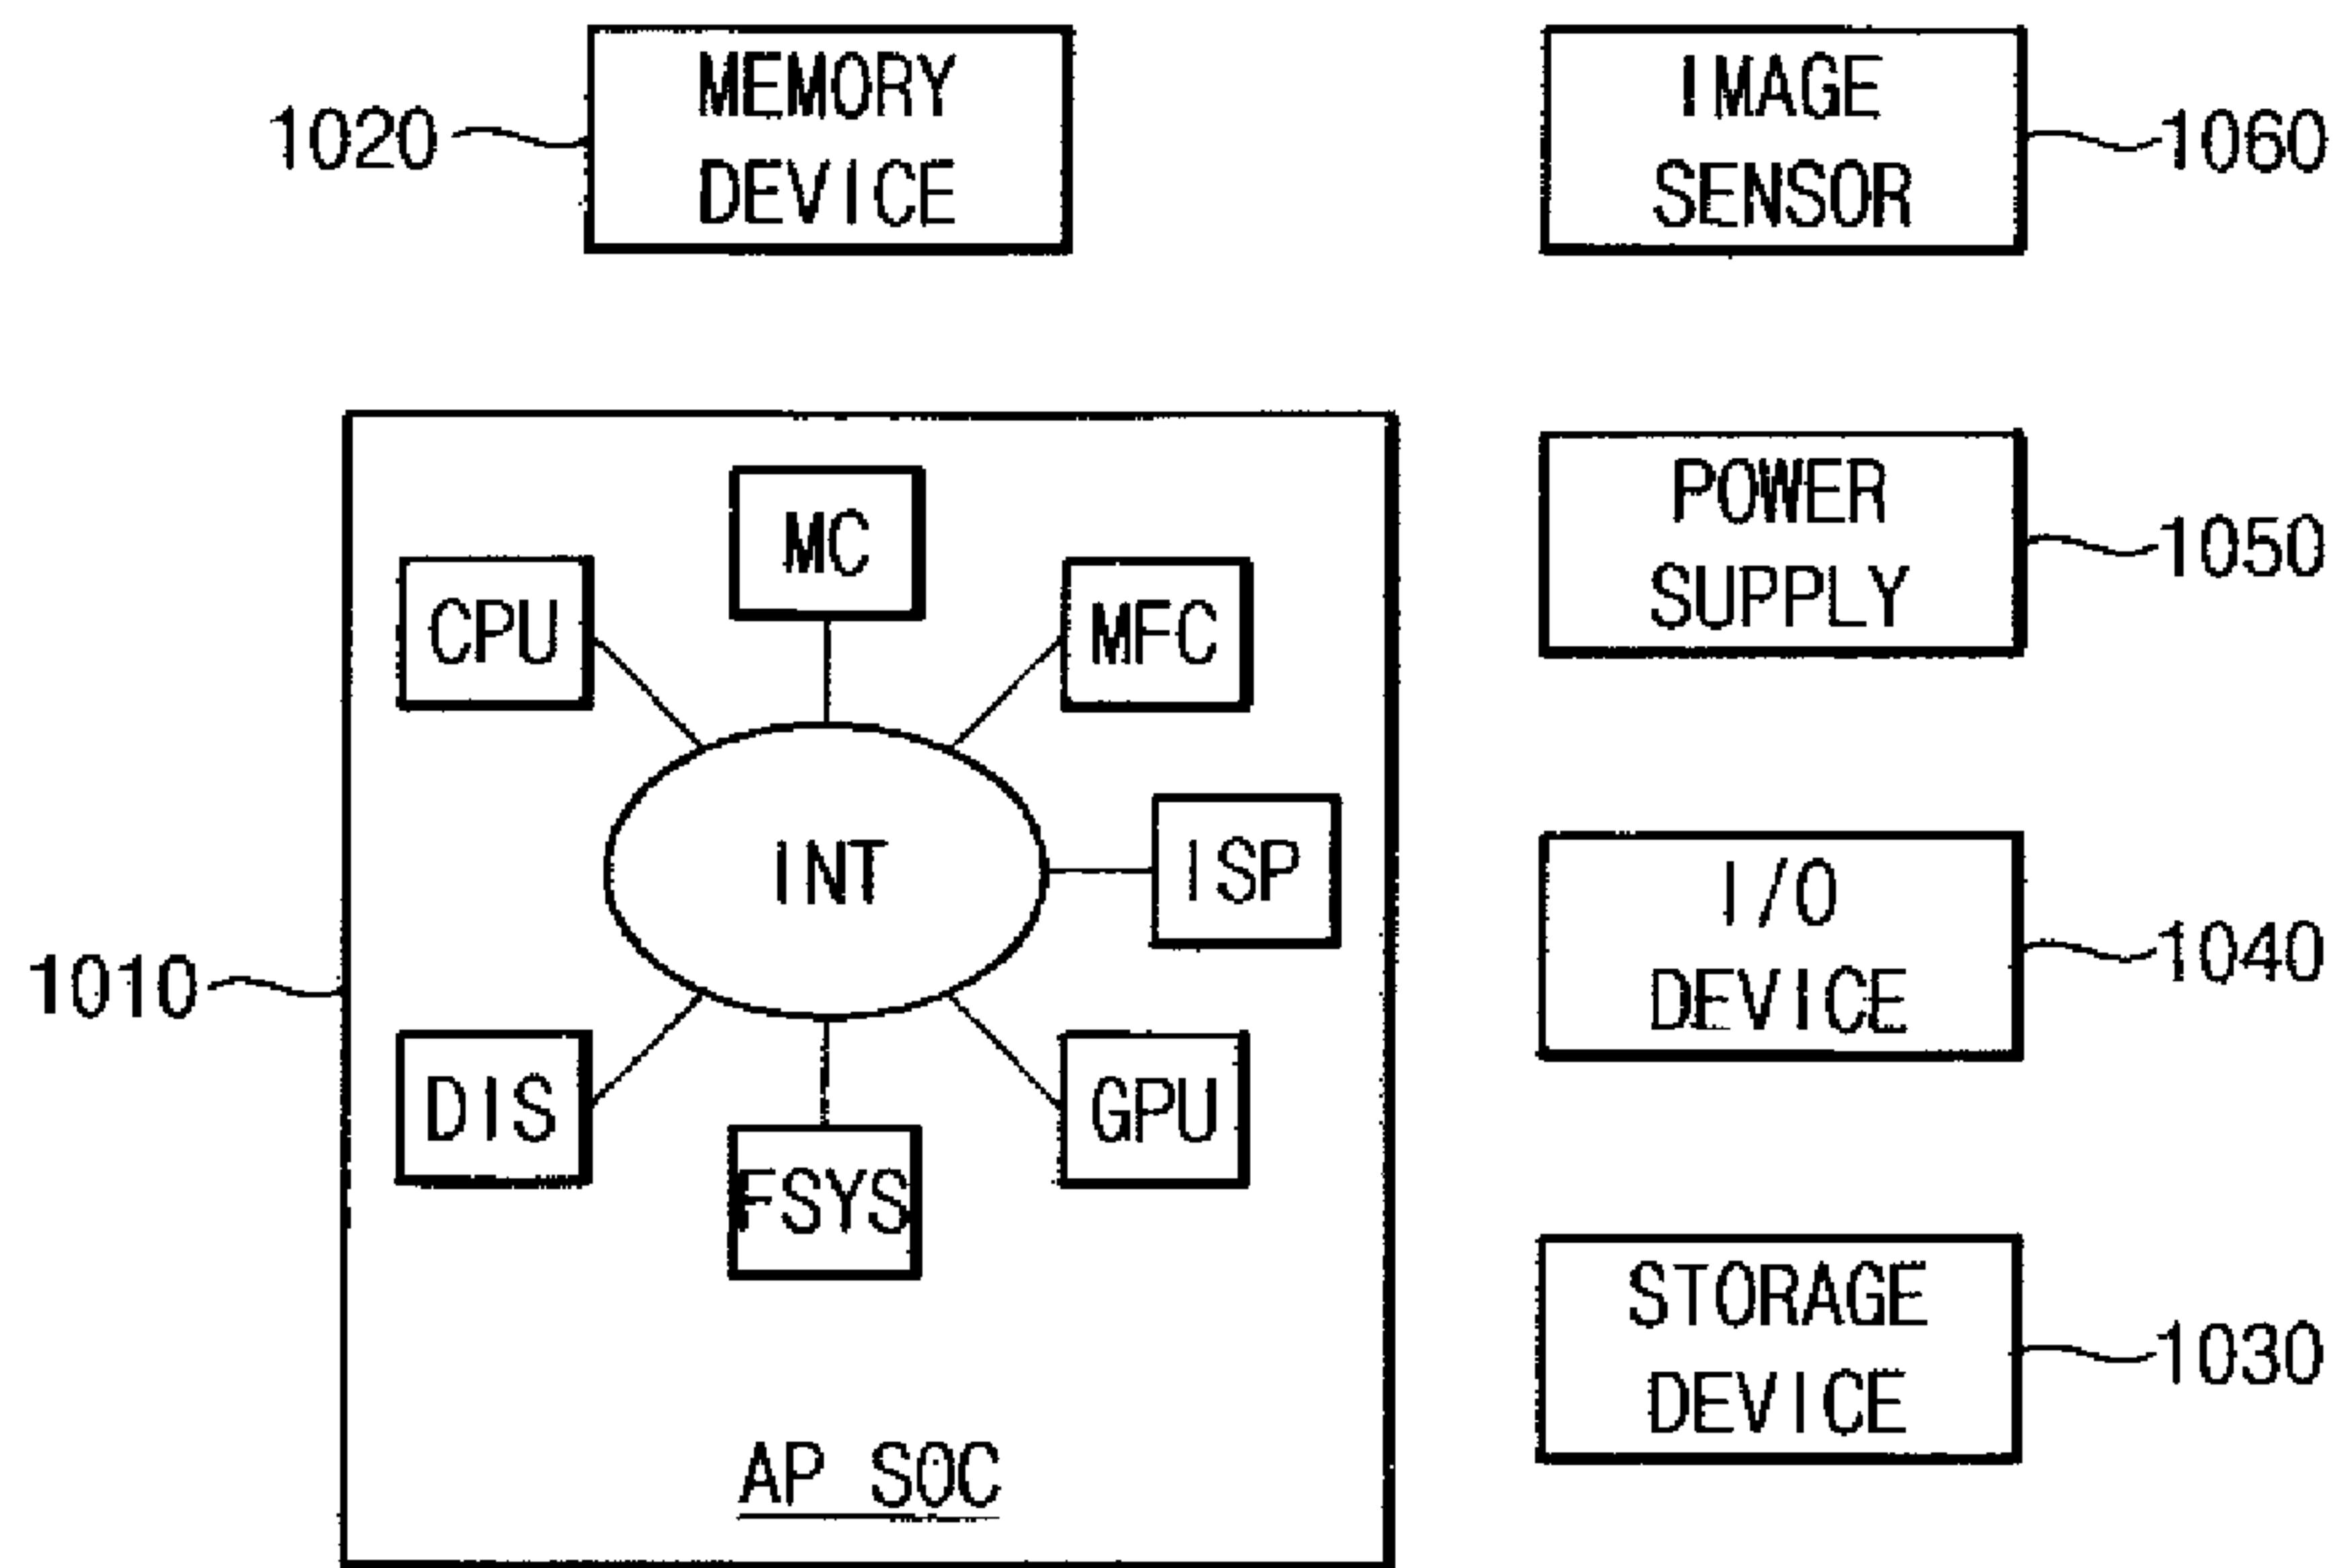 MEMORY
DEVICE
1020
IMAGE
SENSOR
1060
MC
CPU
MFC
INT
ISP
DIS
GPU
FSYS
AP SOC
1010
POWER
SUPPLY
1050
I/O
DEVICE
1040
STORAGE
DEVICE
1030